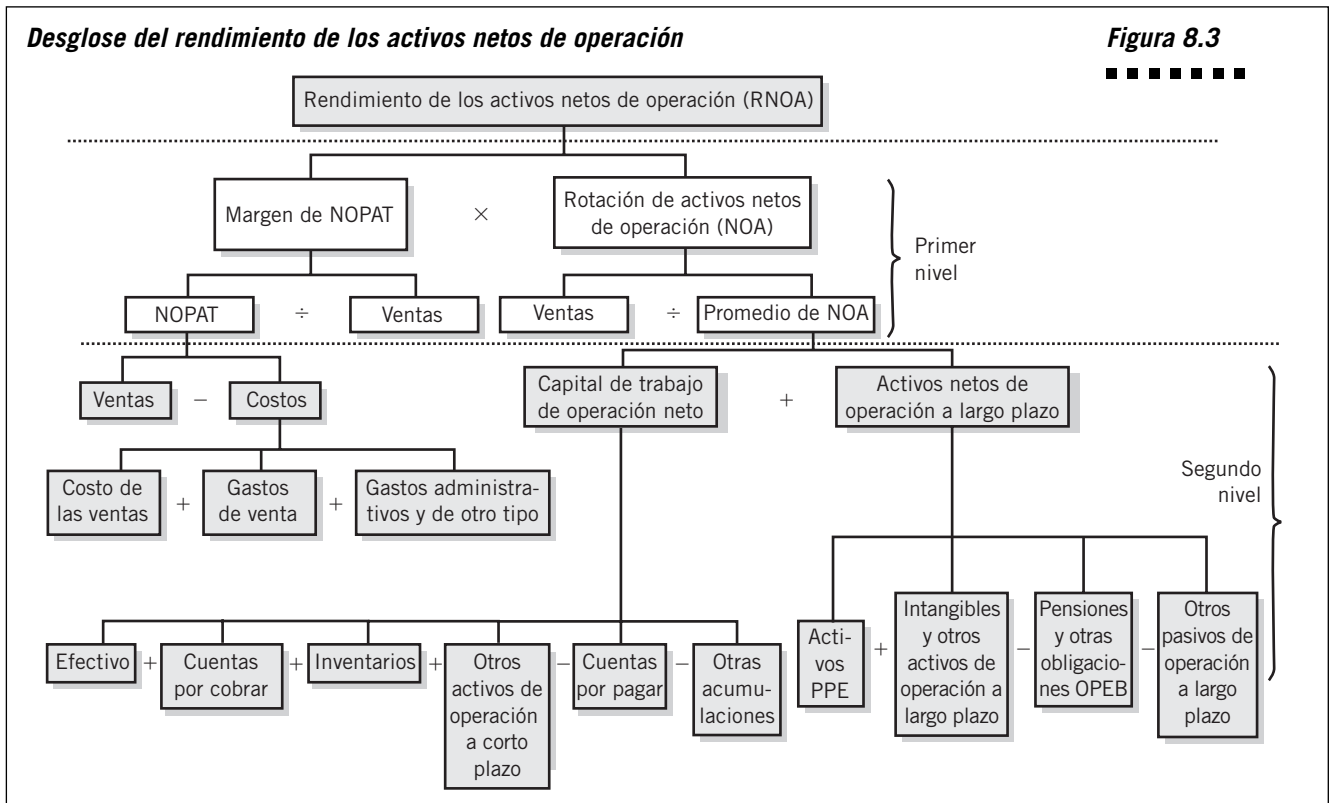 Desglose del rendimiento de los activos netos de operación
Figura 8.3
Rendimiento de los activos netos de operación (RNOA)
Margen de NOPAT
×
Rotación de activos netos
de operación (NOA)
Primer
nivel
NOPAT
÷
Ventas
Ventas
÷
Promedio de NOA
Ventas
−
Costos
Capital de trabajo
de operación neto
+
Activos netos de
operación a largo plazo
Segundo
nivel
Costo de
las ventas
+
Gastos
de venta
+
Gastos administra-
tivos y de otro tipo
Efectivo
+
Cuentas
por cobrar
+
Inventarios
+
Otros
activos de
operación
a corto
plazo
−
Cuentas
por pagar
−
Otras
acumu-
laciones
Acti-
vos
PPE
+
Intangibles
y otros
activos de
operación a
largo plazo
−
Pensiones
y otras
obligacio-
nes OPEB
−
Otros
pasivos de
operación
a largo
plazo